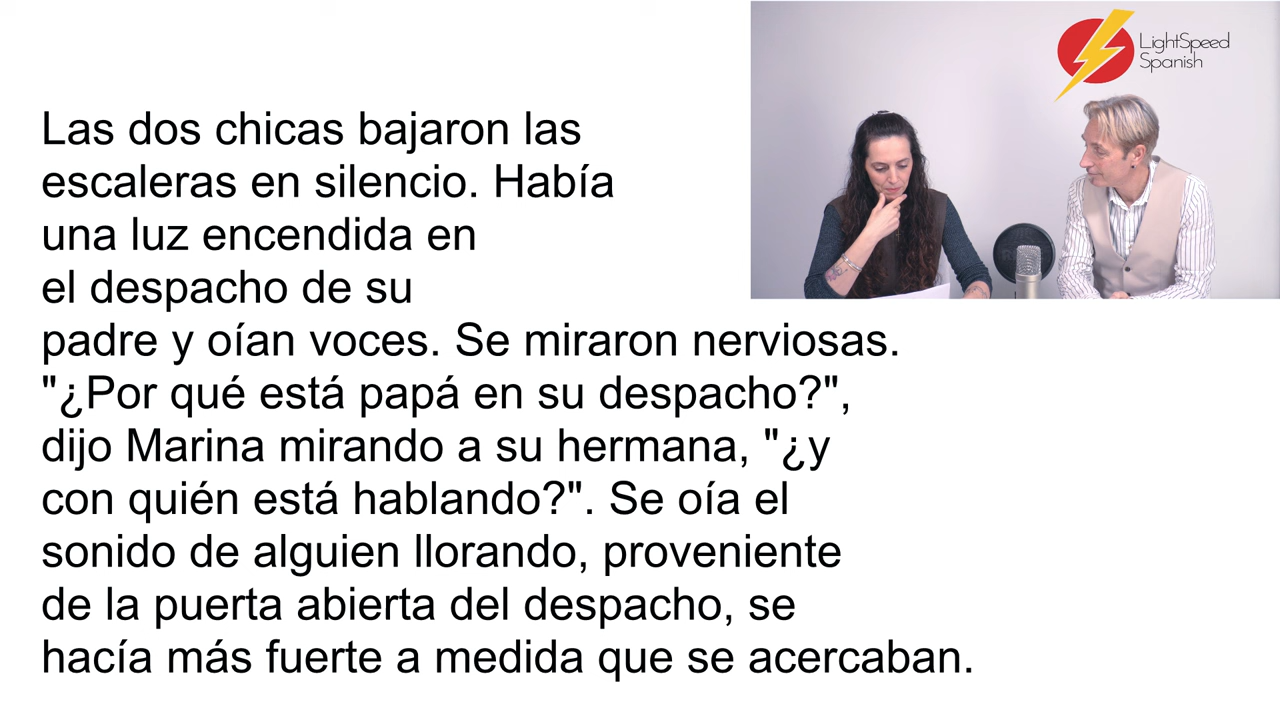 LightSpeed
Spanish
Las dos chicas bajaron las
escaleras en silencio. Había
una luz encendida en
el despacho de su
padre y oían voces. Se miraron nerviosas.
"¿Por qué está papá en su despacho?",
dijo Marina mirando a su hermana, "¿y
con quién está hablando?". Se oía el
sonido de alguien llorando, proveniente
de la puerta abierta del despacho, se
hacía más fuerte a medida que se acercaban.